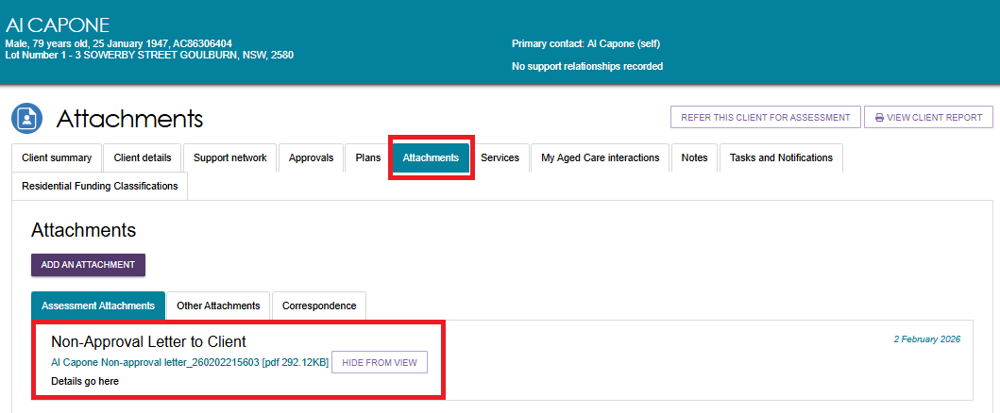 Al CAPONE
Male, 79 years old, 25 January 1947, AC86306404
Lot Number 1 - 3 SOWERBY STREET GOULBURN, NSW, 2580
Primary contact: Al Capone (self)
No support relationships recorded
Attachments
REFER THIS CLIENT FOR ASSESSMENT
VIEW CLIENT REPORT
Client summary
Client details
Support network
Approvals
Plans
Attachments
Services
My Aged Care interactions
Notes
Tasks and Notifications
Residential Funding Classifications
Attachments
ADD AN ATTACHMENT
Assessment Attachments
Other Attachments
Correspondence
Non-Approval Letter to Client
2 February 2026
Al Capone Non-approval letter_260202215603 [pdf 292.12KB]
HIDE FROM VIEW
Details go here